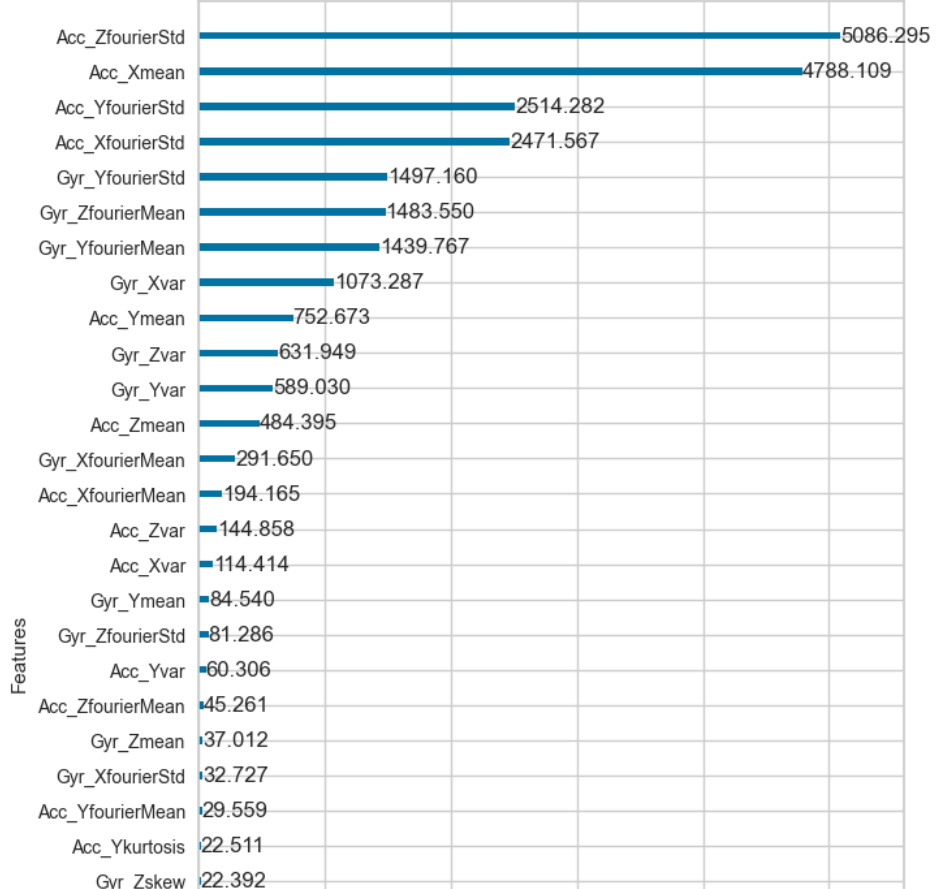 Acc_ZfourierStd 5086.295
Acc_Xmean 4788.109
Acc_YfourierStd 2514.282
Acc_XfourierStd 2471.567
Gyr_YfourierStd 1497.160
Gyr_ZfourierMean 1483.550
Gyr_YfourierMean 1439.767
Gyr_Xvar 1073.287
Acc_Ymean 752.673
Gyr_Zvar 631.949
Gyr_Yvar 589.030
Acc_Zmean 484.395
Gyr_XfourierMean 291.650
Acc_XfourierMean 194.165
Acc_Zvar 144.858
Acc_Xvar 114.414
Gyr_Ymean 84.540
Gyr_ZfourierStd 81.286
Acc_Yvar 60.306
Acc_ZfourierMean 45.261
Gyr_Zmean 37.012
Gyr_XfourierStd 32.727
Acc_YfourierMean 29.559
Acc_Ykurtosis 22.511
Gyr_Zskew 22.392
Features